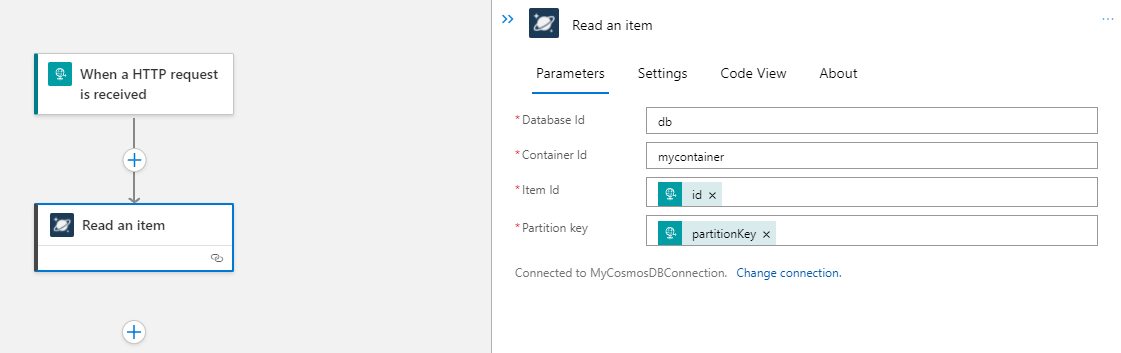 When a HTTP request
is received
Read an item
Read an item
Parameters Settings Code View About
*Database Id db
*Container Id mycontainer
*Item Id id ×
*Partition key partitionKey ×
Connected to MyCosmosDBConnection. Change connection.